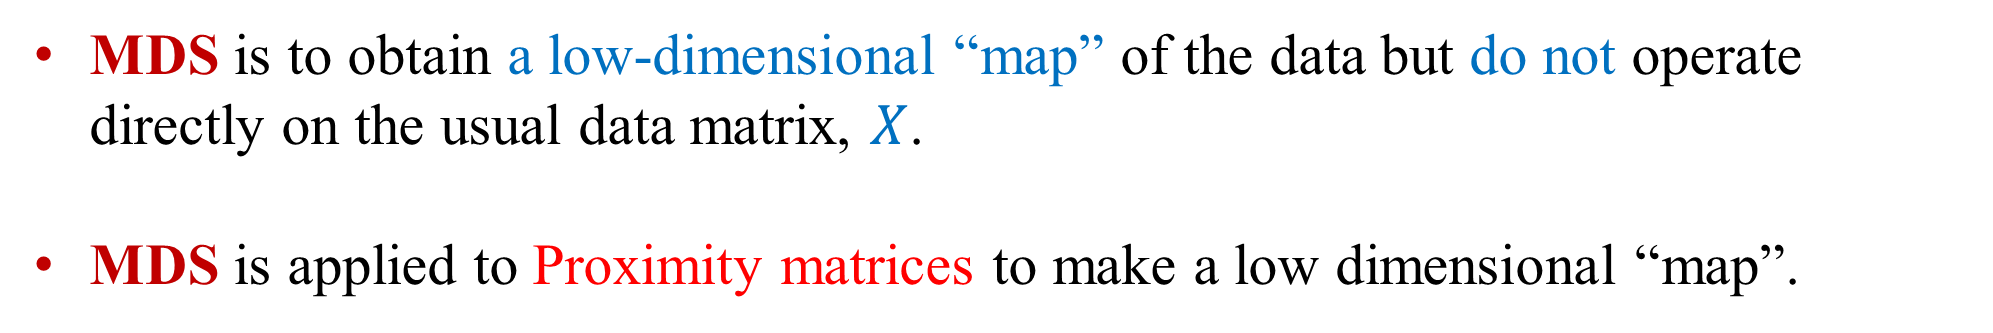 • MDS is to obtain a low-dimensional “map” of the data but do not operate
directly on the usual data matrix, X.
• MDS is applied to Proximity matrices to make a low dimensional “map”.